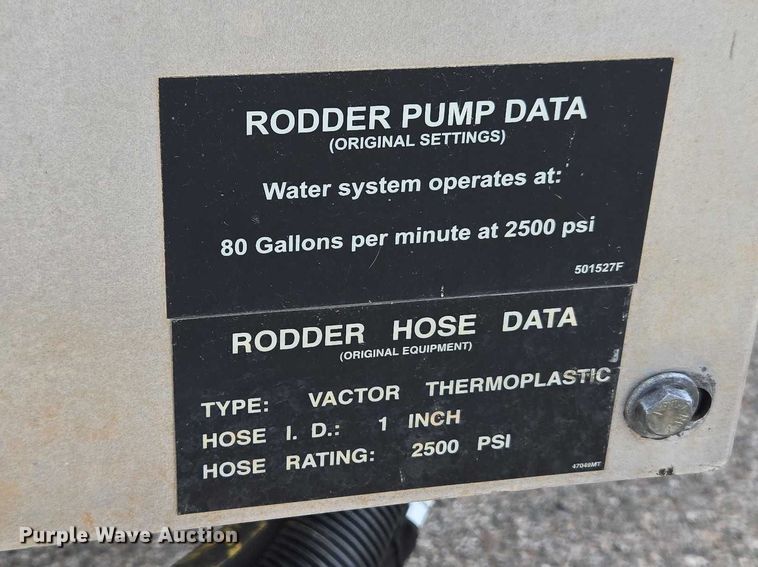 RODDER PUMP DATA
(ORIGINAL SETTINGS)
Water system operates at:
80 Gallons per minute at 2500 psi
501527F
RODDER HOSE DATA
(ORIGINAL EQUIPMENT)
TYPE: VACTOR THERMOPLASTIC
HOSE I. D.: 1 INCH
HOSE RATING: 2500 PSI
47049MT
Purple Wave Auction